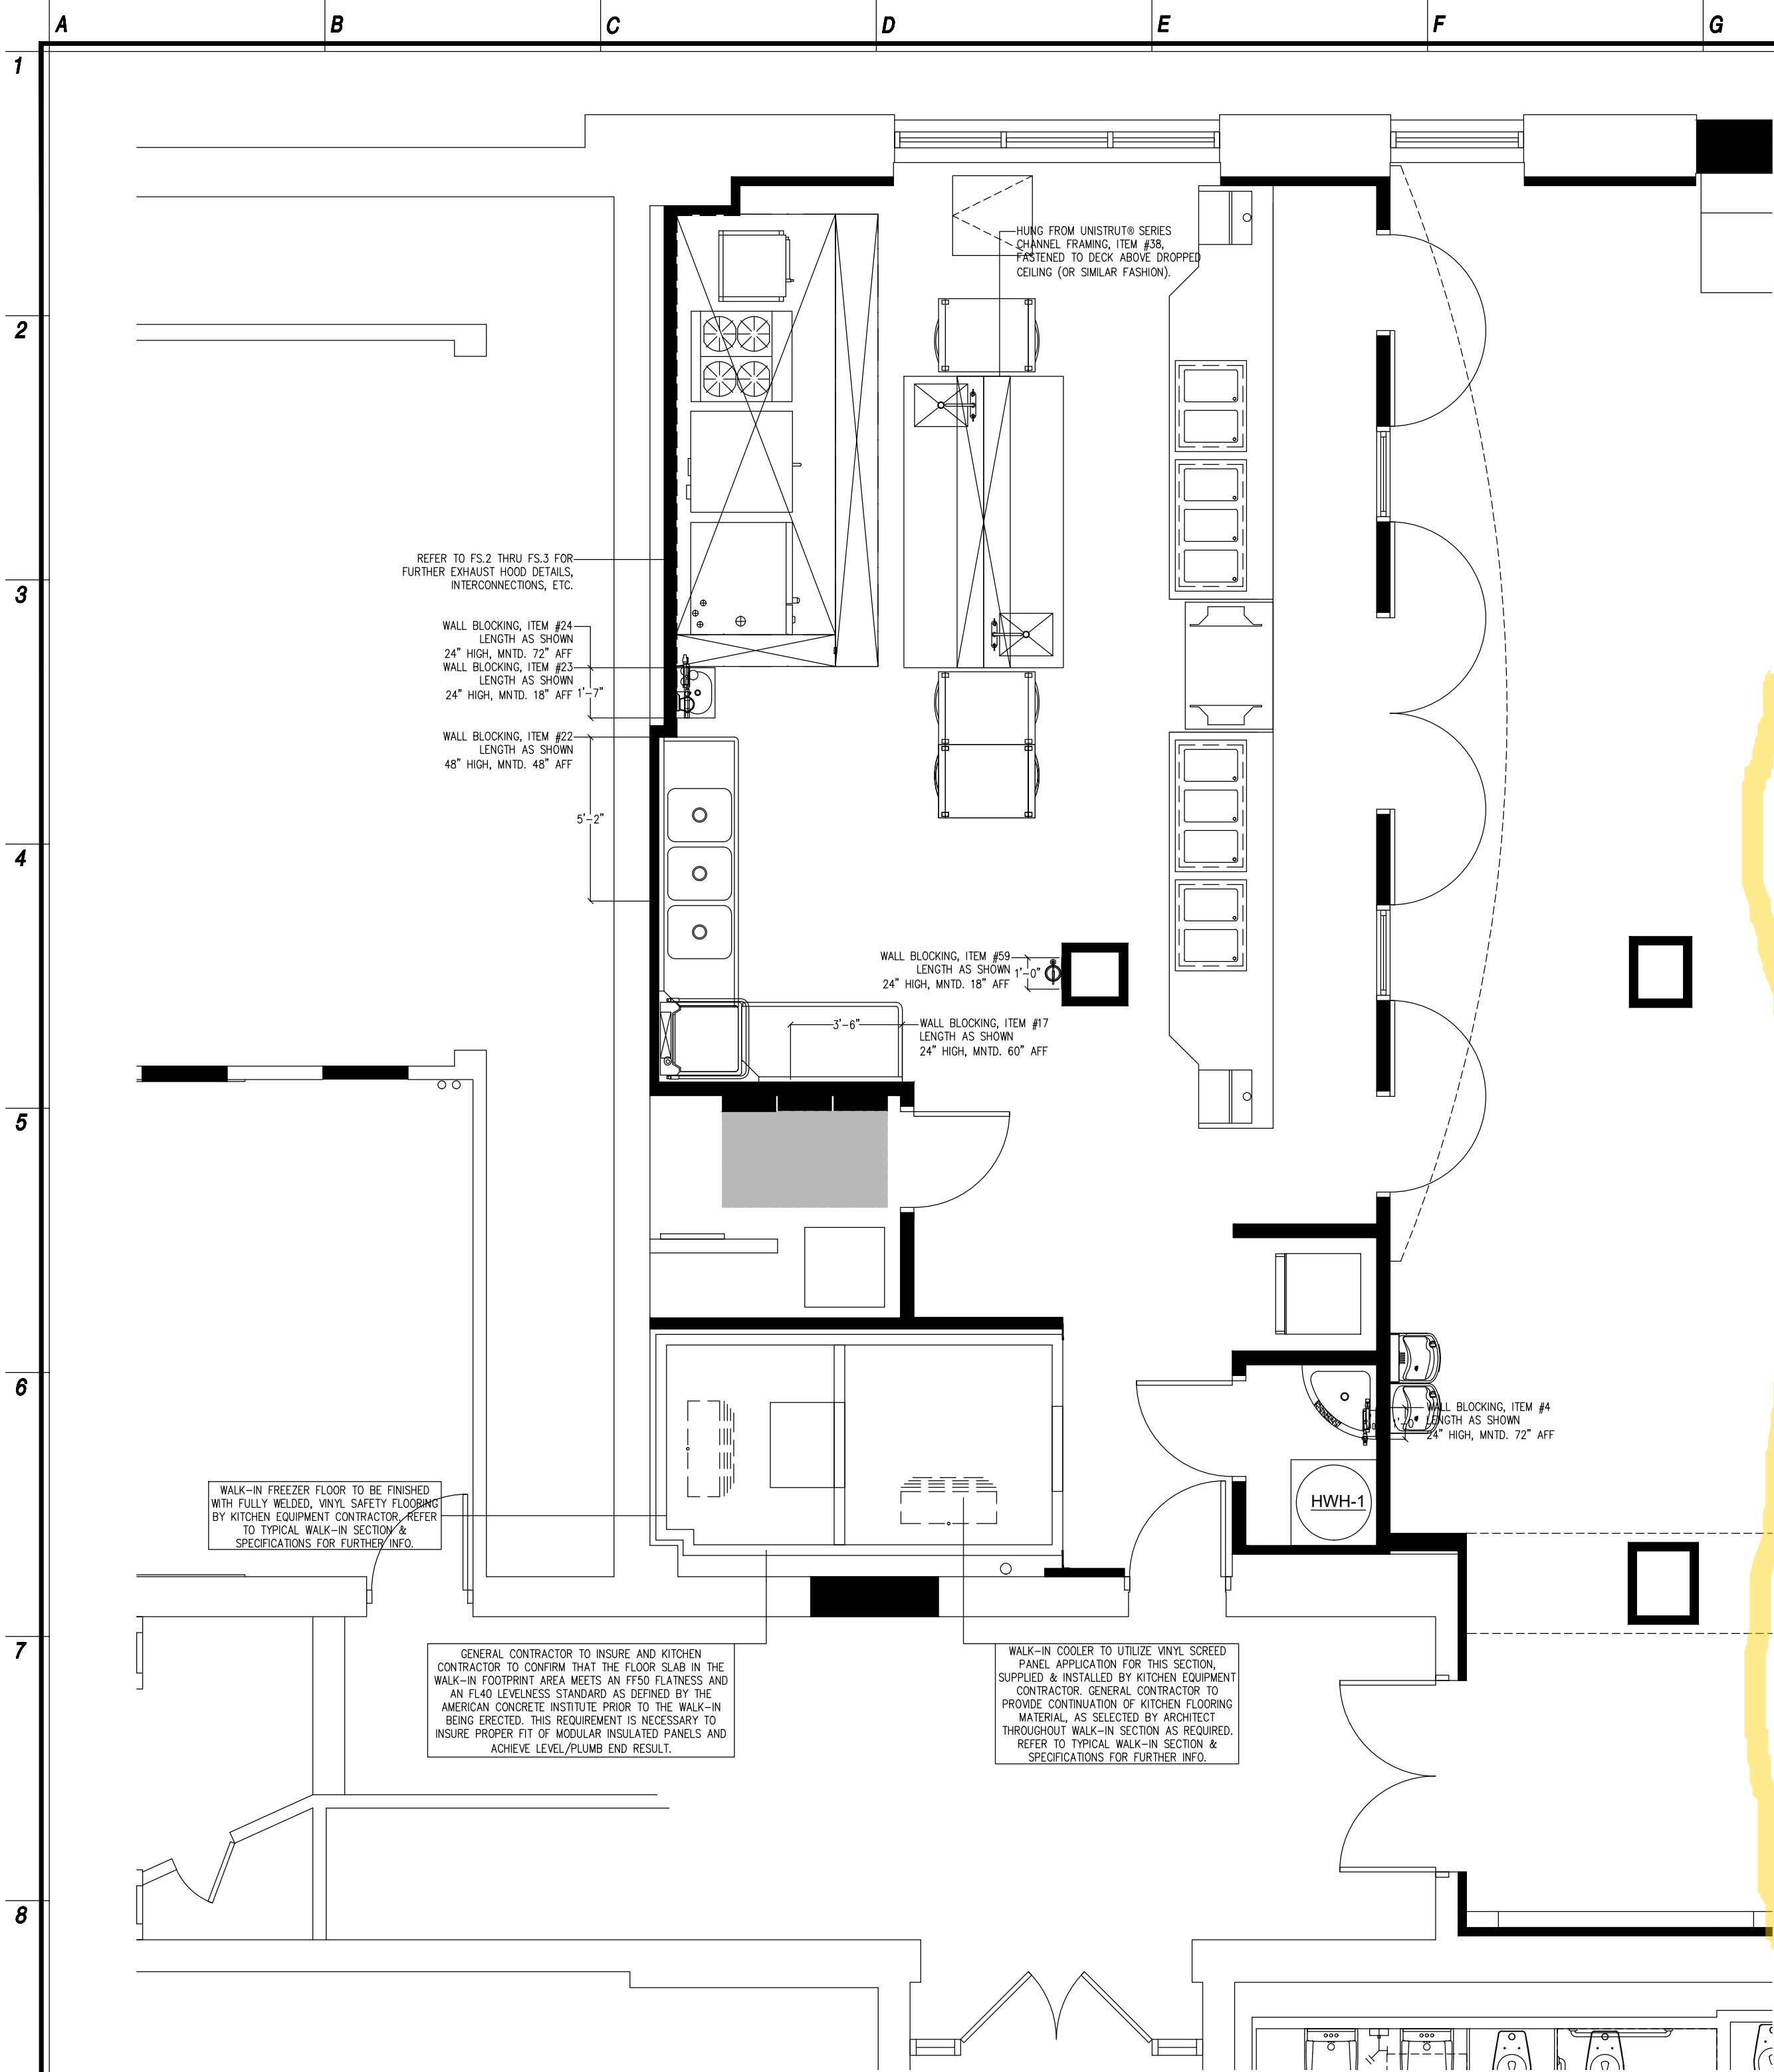 A B C D E F G
1
HUNG FROM UNISTRUT® SERIES
CHANNEL FRAMING, ITEM #38,
FASTENED TO DECK ABOVE DROPPED
CEILING (OR SIMILAR FASHION).
2
REFER TO FS.2 THRU FS.3 FOR
FURTHER EXHAUST HOOD DETAILS,
INTERCONNECTIONS, ETC.
3
WALL BLOCKING, ITEM #24
LENGTH AS SHOWN
24" HIGH, MNTD. 72" AFF
WALL BLOCKING, ITEM #23
LENGTH AS SHOWN
24" HIGH, MNTD. 18" AFF
1'-7"
WALL BLOCKING, ITEM #22
LENGTH AS SHOWN
48" HIGH, MNTD. 48" AFF
5'-2"
4
WALL BLOCKING, ITEM #59
LENGTH AS SHOWN
24" HIGH, MNTD. 18" AFF
1'-0"
3'-6"
WALL BLOCKING, ITEM #17
LENGTH AS SHOWN
24" HIGH, MNTD. 60" AFF
5
6
WALL BLOCKING, ITEM #4
LENGTH AS SHOWN
24" HIGH, MNTD. 72" AFF
HWH-1
WALK-IN FREEZER FLOOR TO BE FINISHED
WITH FULLY WELDED, VINYL SAFETY FLOORING
BY KITCHEN EQUIPMENT CONTRACTOR. REFER
TO TYPICAL WALK-IN SECTION &
SPECIFICATIONS FOR FURTHER INFO.
7
GENERAL CONTRACTOR TO INSURE AND KITCHEN
CONTRACTOR TO CONFIRM THAT THE FLOOR SLAB IN THE
WALK-IN FOOTPRINT AREA MEETS AN FF50 FLATNESS AND
AN FL40 LEVELNESS STANDARD AS DEFINED BY THE
AMERICAN CONCRETE INSTITUTE PRIOR TO THE WALK-IN
BEING ERECTED. THIS REQUIREMENT IS NECESSARY TO
INSURE PROPER FIT OF MODULAR INSULATED PANELS AND
ACHIEVE LEVEL/PLUMB END RESULT.
WALK-IN COOLER TO UTILIZE VINYL SCREED
PANEL APPLICATION FOR THIS SECTION,
SUPPLIED & INSTALLED BY KITCHEN EQUIPMENT
CONTRACTOR. GENERAL CONTRACTOR TO
PROVIDE CONTINUATION OF KITCHEN FLOORING
MATERIAL, AS SELECTED BY ARCHITECT
THROUGHOUT WALK-IN SECTION AS REQUIRED.
REFER TO TYPICAL WALK-IN SECTION &
SPECIFICATIONS FOR FURTHER INFO.
8